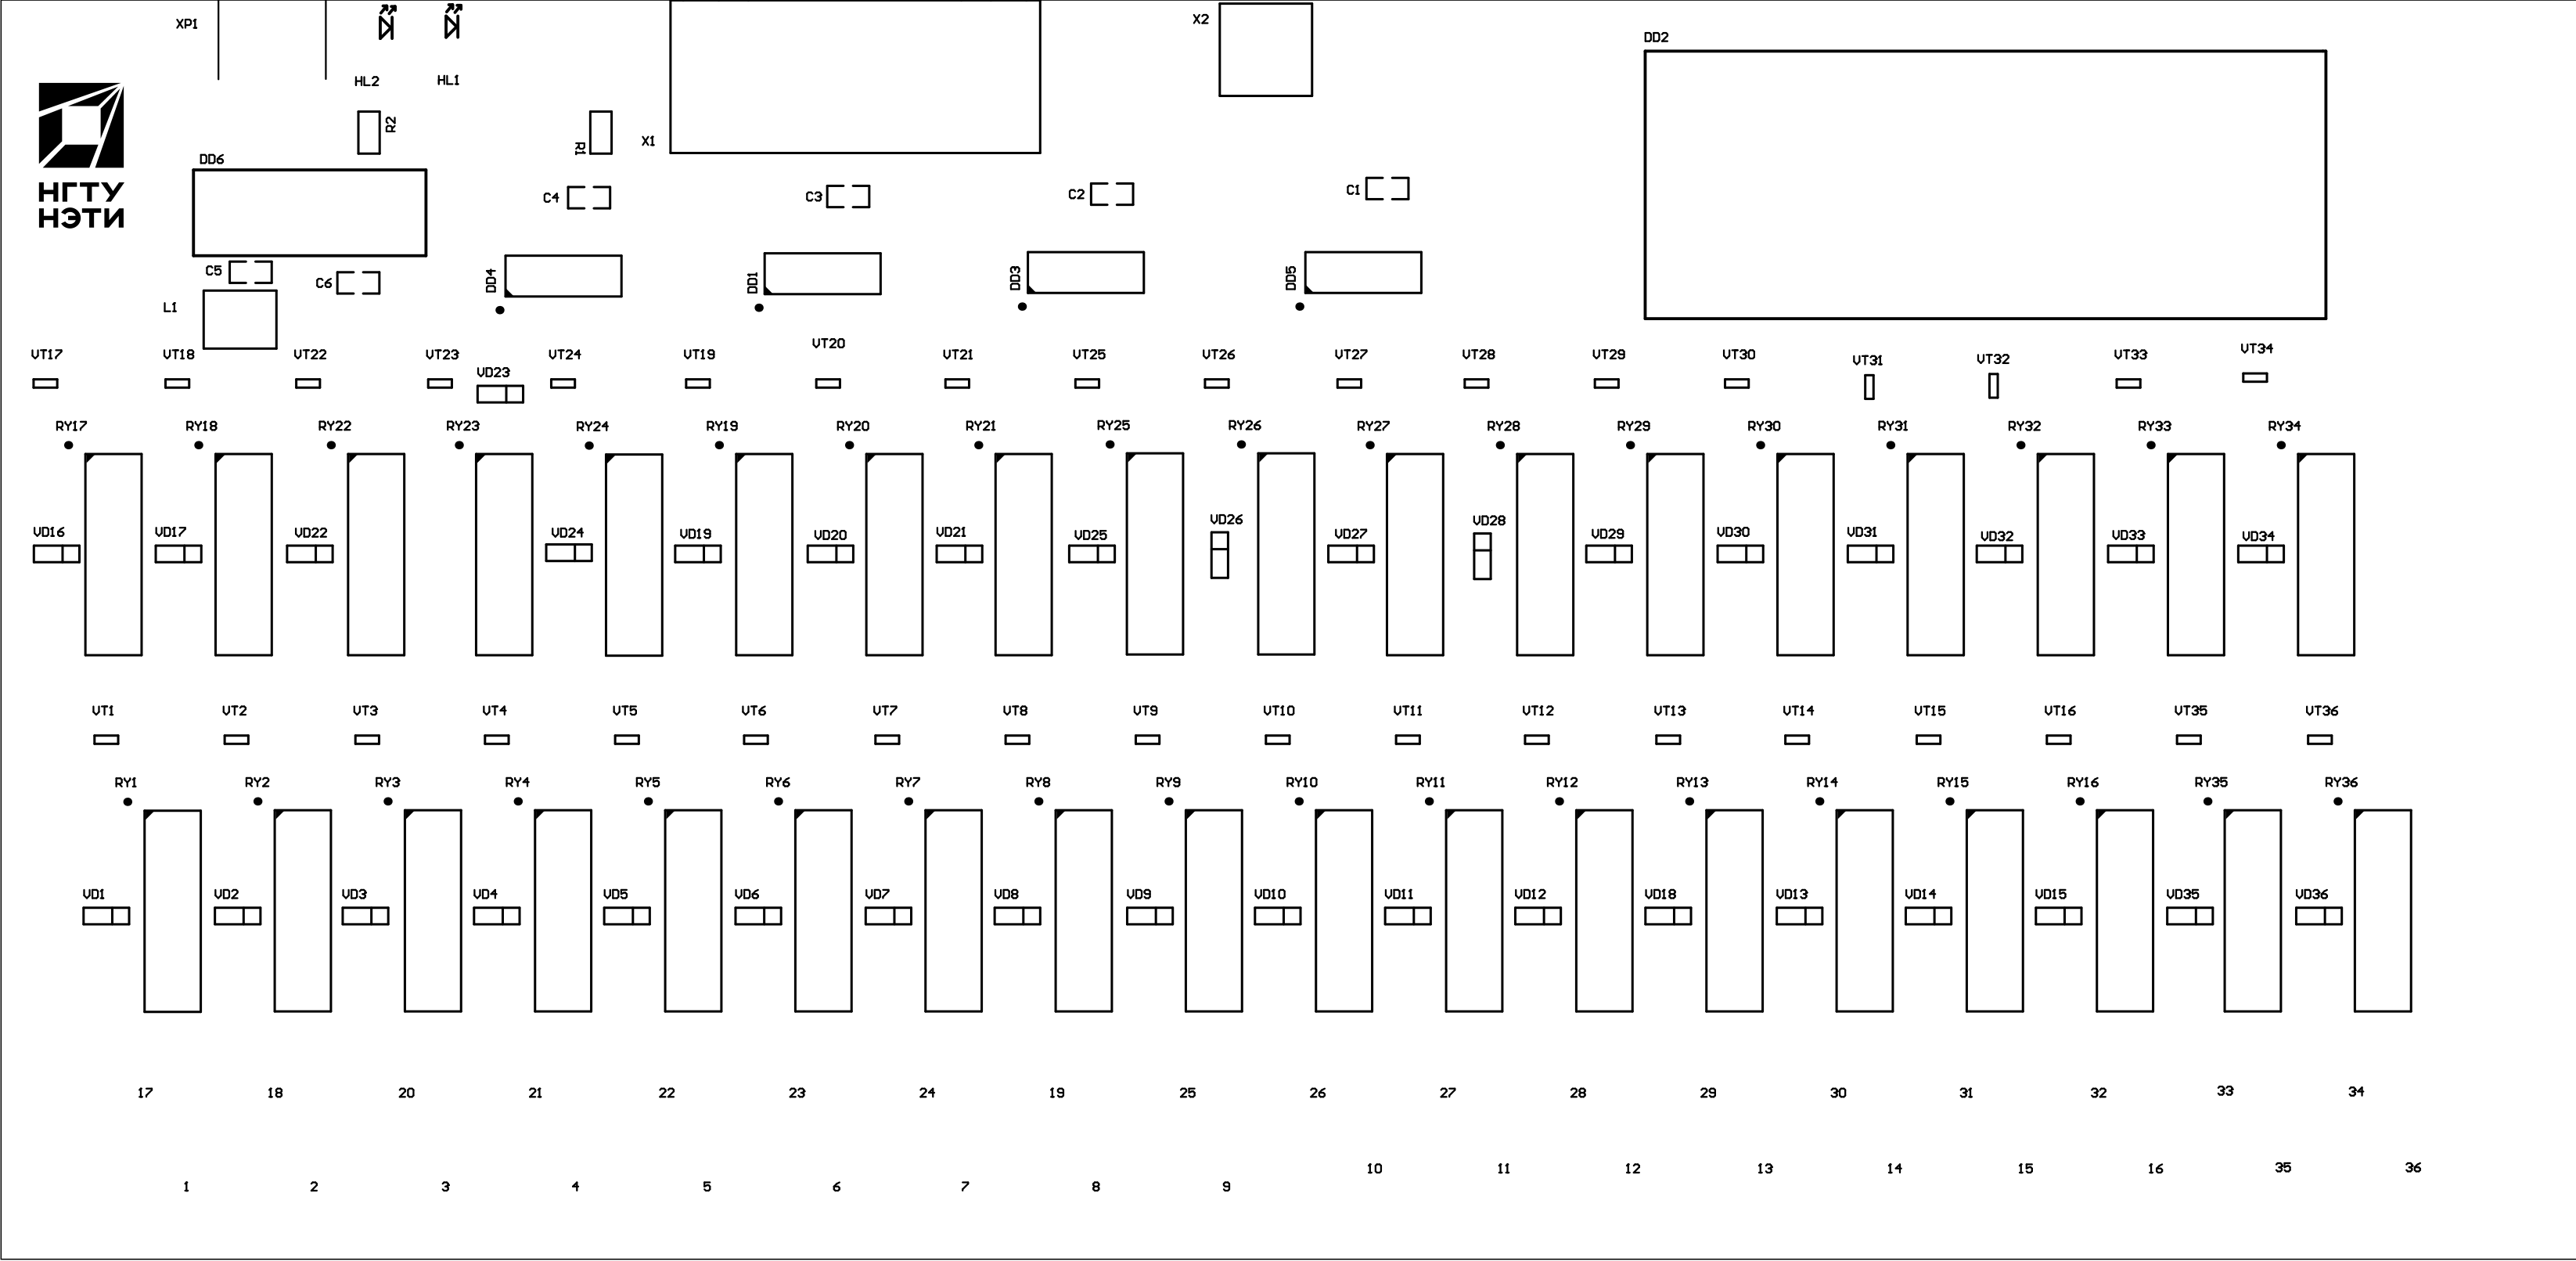 XP1
X2
DD2
HL2
HL1
R2
R1
X1
DD6
НГТУ
НЭТИ
C4
C3
C2
C1
C5
C6
DD4
DD1
DD3
DD5
L1
VT17 VT18 VT22 VT23 VT24 VT19 VT20 VT21 VT25 VT26 VT27 VT28 VT29 VT30 VT31 VT32 VT33 VT34
VD23
RY17 RY18 RY22 RY23 RY24 RY19 RY20 RY21 RY25 RY26 RY27 RY28 RY29 RY30 RY31 RY32 RY33 RY34
VD16 VD17 VD22 VD24 VD19 VD20 VD21 VD25 VD26 VD27 VD28 VD29 VD30 VD31 VD32 VD33 VD34
VT1 VT2 VT3 VT4 VT5 VT6 VT7 VT8 VT9 VT10 VT11 VT12 VT13 VT14 VT15 VT16 VT35 VT36
RY1 RY2 RY3 RY4 RY5 RY6 RY7 RY8 RY9 RY10 RY11 RY12 RY13 RY14 RY15 RY16 RY35 RY36
VD1 VD2 VD3 VD4 VD5 VD6 VD7 VD8 VD9 VD10 VD11 VD12 VD18 VD13 VD14 VD15 VD35 VD36
17 18 20 21 22 23 24 19 25 26 27 28 29 30 31 32 33 34
1 2 3 4 5 6 7 8 9 10 11 12 13 14 15 16 35 36